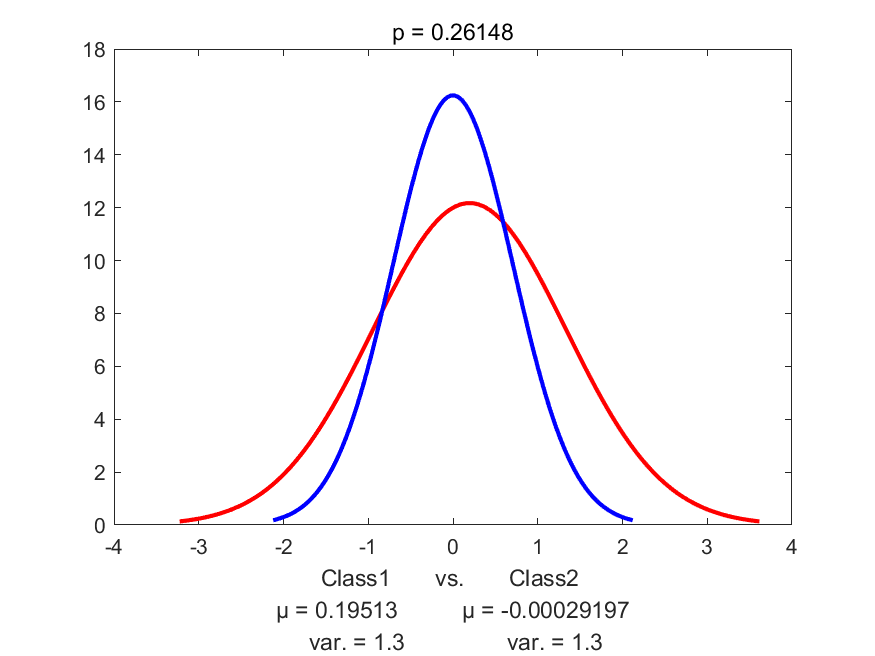 p = 0.26148
18
16
14
12
10
8
6
4
2
0
-4 -3 -2 -1 0 1 2 3 4
Class1 vs. Class2
μ = 0.19513 μ = -0.00029197
var. = 1.3 var. = 1.3